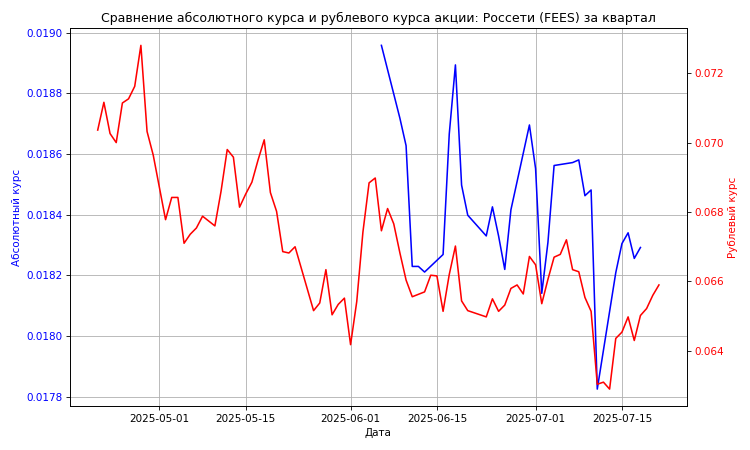 Сравнение абсолютного курса и рублевого курса акции: Россети (FEES) за квартал
0.0190
0.0188
0.0186
0.0184
0.0182
0.0180
0.0178
Абсолютный курс
0.072
0.070
0.068
0.066
0.064
Рублевый курс
2025-05-01 2025-05-15 2025-06-01 2025-06-15 2025-07-01 2025-07-15
Дата